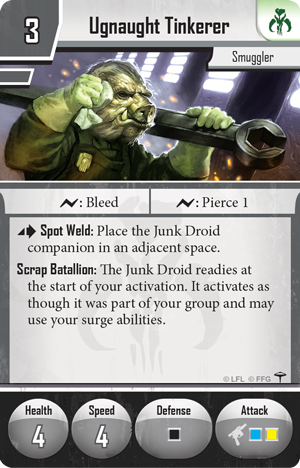 3
Ugnaught Tinkerer
Smuggler
: Bleed
: Pierce 1
Spot Weld: Place the Junk Droid
companion in an adjacent space.
Scrap Batallion: The Junk Droid readies at
the start of your activation. It activates as
though it was part of your group and may
use your surge abilities.
© LFL © FFG
Health
4
Speed
4
Defense
Attack